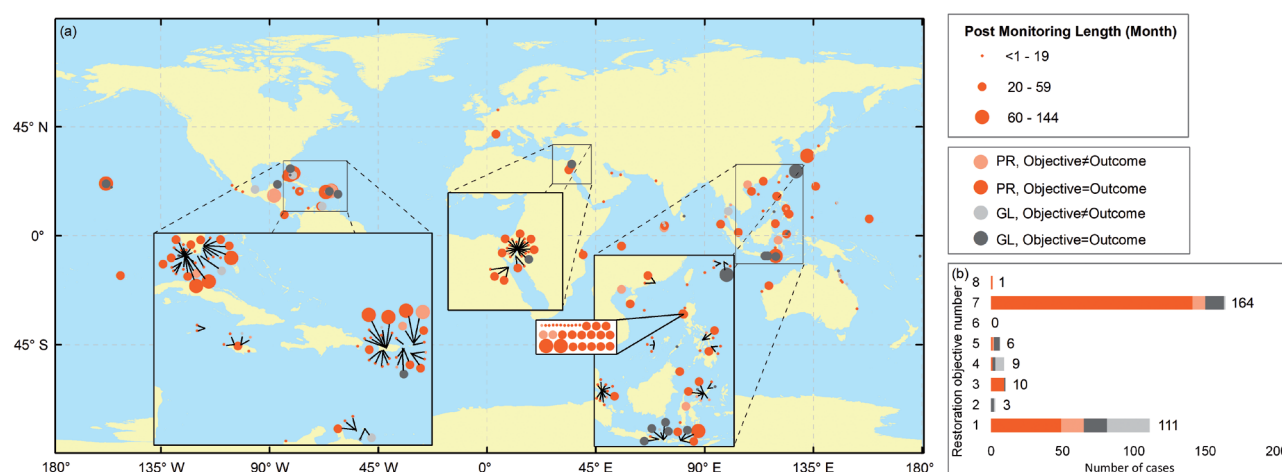 (a)
45° N
0°
45° S
180°
135° W
90° W
45° W
0°
45° E
90° E
135° E
180°
Post Monitoring Length (Month)
<1 - 19
20 - 59
60 - 144
PR, Objective≠Outcome
PR, Objective=Outcome
GL, Objective≠Outcome
GL, Objective=Outcome
(b)
Restoration objective number
8 1
7 164
6 0
5 6
4 9
3 10
2 3
1 111
0 50 100 150 200
Number of cases